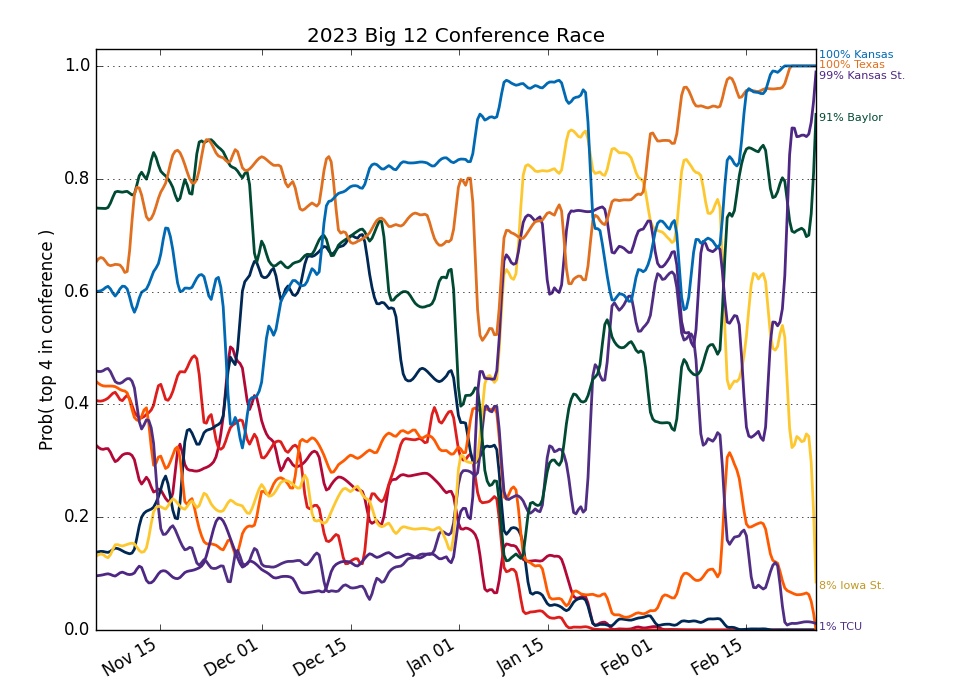 2023 Big 12 Conference Race
Prob( top 4 in conference )
1.0
0.8
0.6
0.4
0.2
0.0
Nov 15
Dec 01
Dec 15
Jan 01
Jan 15
Feb 01
Feb 15
100% Kansas
100% Texas
99% Kansas St.
91% Baylor
8% Iowa St.
1% TCU